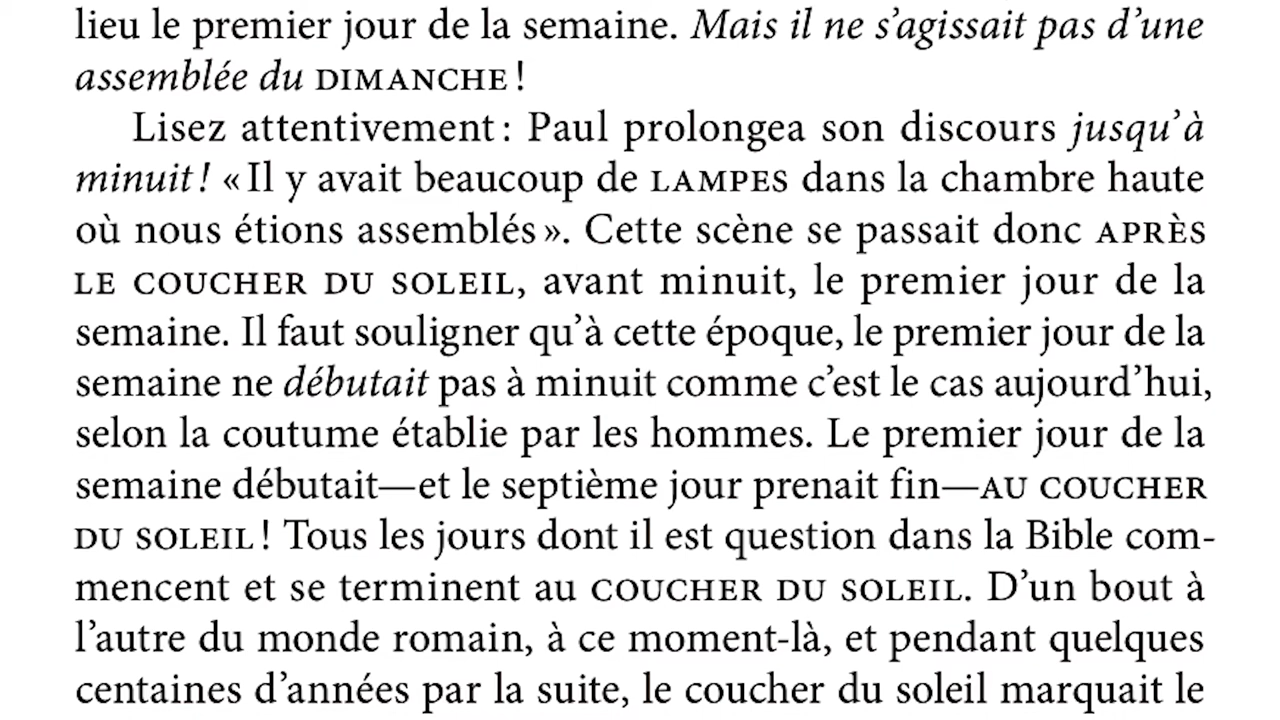 lieu le premier jour de la semaine. Mais il ne s’agissait pas d’une
assemblée du DIMANCHE !
Lisez attentivement : Paul prolongea son discours jusqu’à
minuit ! « Il y avait beaucoup de LAMPES dans la chambre haute
où nous étions assemblés ». Cette scène se passait donc APRÈS
LE COUCHER DU SOLEIL, avant minuit, le premier jour de la
semaine. Il faut souligner qu’à cette époque, le premier jour de la
semaine ne débutait pas à minuit comme c’est le cas aujourd’hui,
selon la coutume établie par les hommes. Le premier jour de la
semaine débutait—et le septième jour prenait fin—AU COUCHER
DU SOLEIL ! Tous les jours dont il est question dans la Bible com-
mencent et se terminent au COUCHER DU SOLEIL. D’un bout à
l’autre du monde romain, à ce moment-là, et pendant quelques
centaines d’années par la suite, le coucher du soleil marquait le